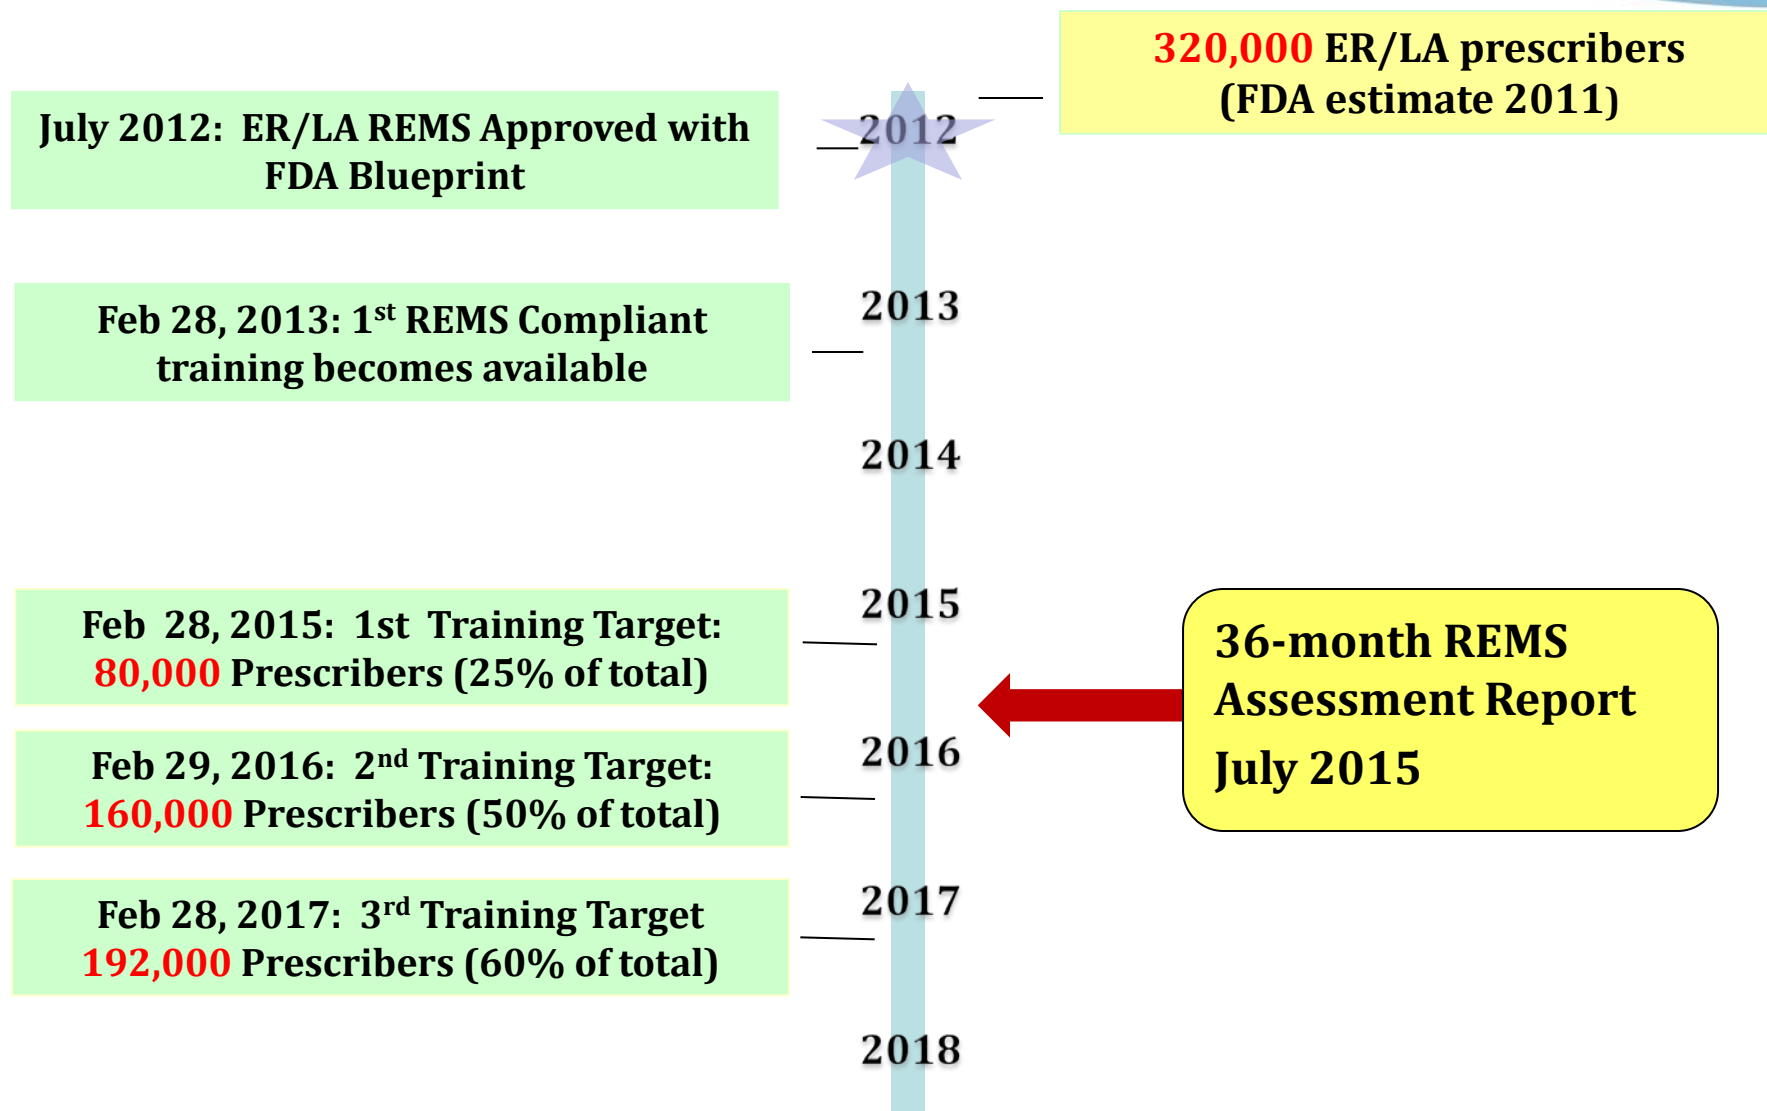 320,000 ER/LA prescribers
(FDA estimate 2011)
July 2012:  ER/LA REMS Approved with
FDA Blueprint
2012
Feb 28, 2013: 1st REMS Compliant
training becomes available
2013
2014
Feb  28, 2015:  1st  Training Target:
80,000 Prescribers (25% of total)
2015
36-month REMS
Assessment Report
July 2015
Feb 29, 2016:  2nd Training Target:
160,000 Prescribers (50% of total)
2016
Feb 28, 2017:  3rd Training Target
192,000 Prescribers (60% of total)
2017
2018